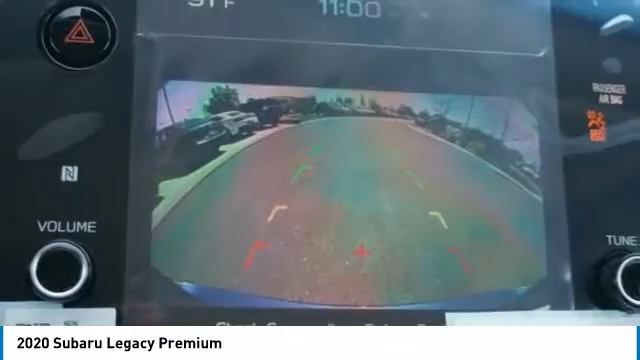 11:00
PASSENGER
AIR BAG
VOLUME
TUNE
2020 Subaru Legacy Premium